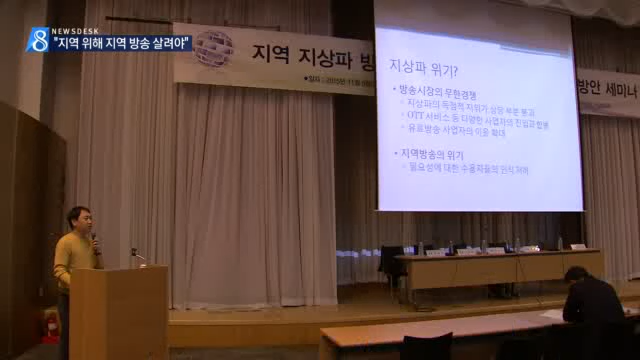 8 NEWSDESK
"지역 위해 지역 방송 살려야"
지역 지상파 방
방안 세미나
지상파 위기?
• 방송시장의 무한경쟁
- 지상파의 독점적 지위가 상당 부분 붕괴
- OTT 서비스 등 다양한 사업자의 진입과 활동
- 유료방송 사업자의 이용 확대
• 지역방송의 위기
- 필요성에 대한 수용자들의 인식 저하